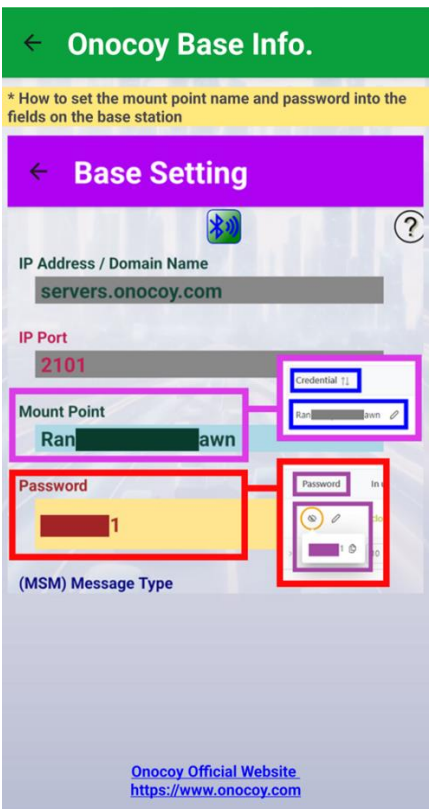 ← Onocoy Base Info.
* How to set the mount point name and password into the
fields on the base station
← Base Setting
?
IP Address / Domain Name
servers.onocoy.com
IP Port
2101
Credential ↑↓
Mount Point
Ran awn
Ran awn
Password
1
Password In
1
(MSM) Message Type
Onocoy Official Website
https://www.onocoy.com